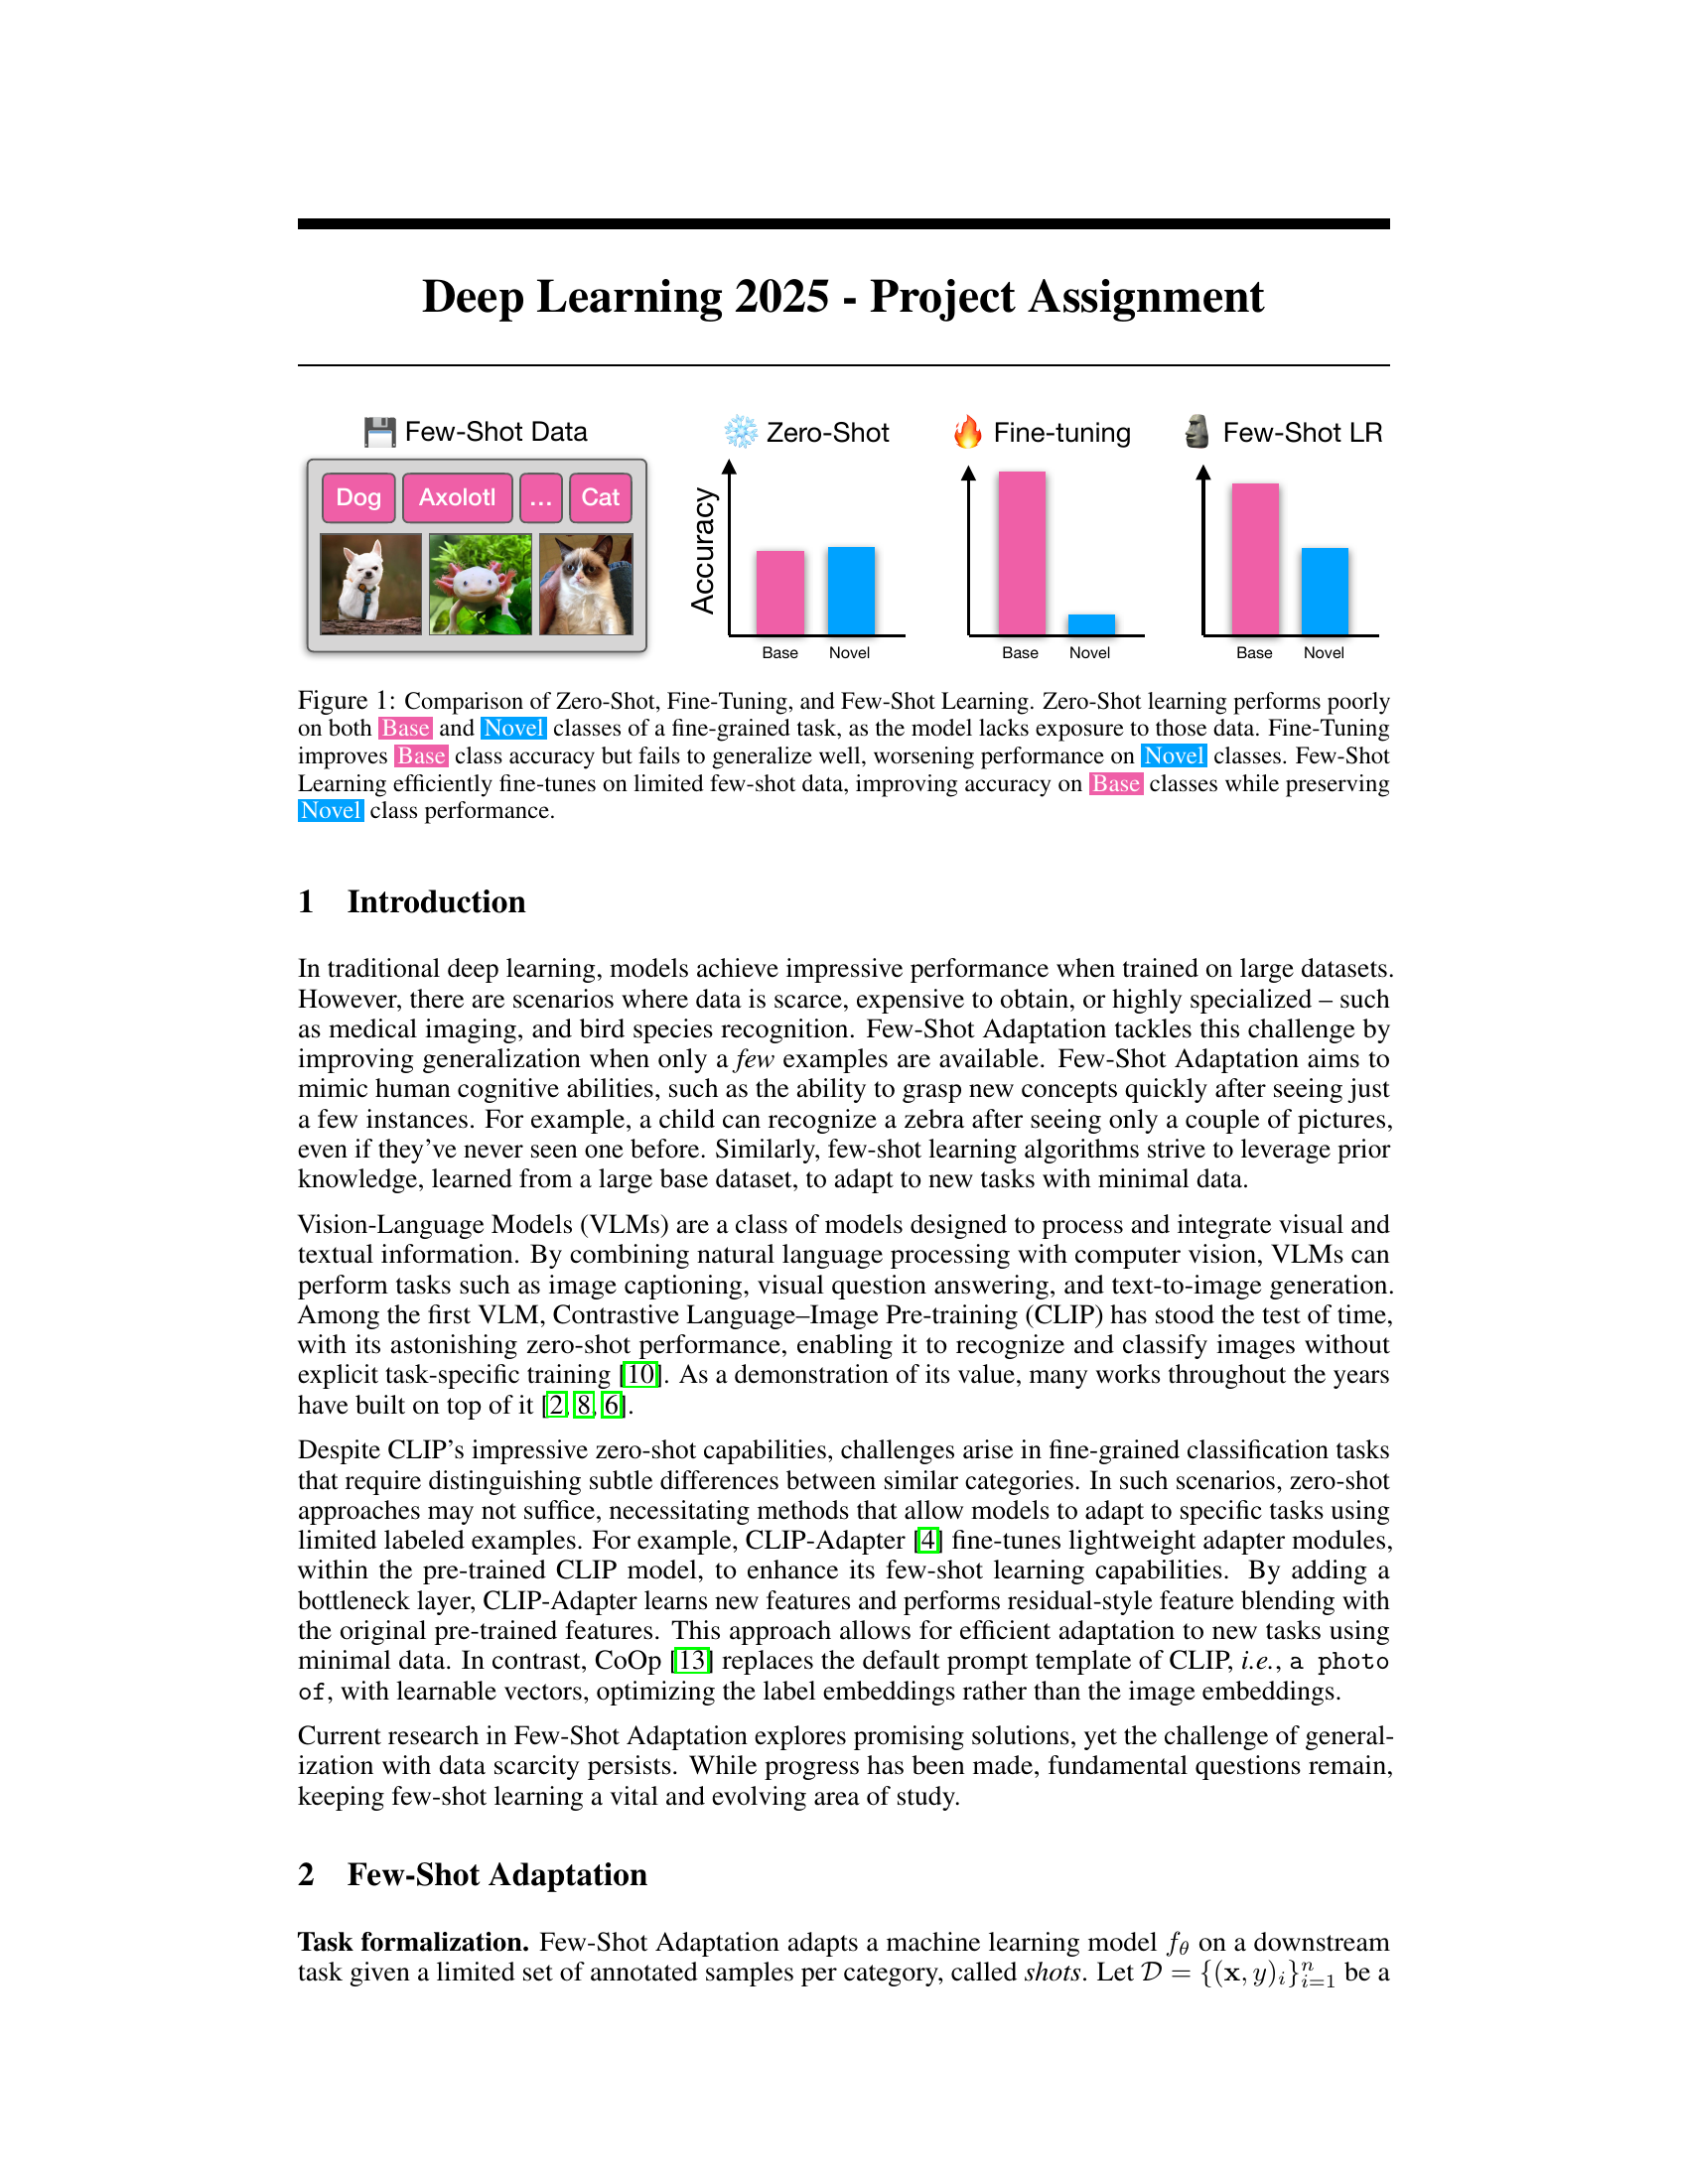 Deep Learning 2025 - Project Assignment
Few-Shot Data
Dog Axolotl ... Cat
Zero-Shot
Accuracy
Base Novel
Fine-tuning
Base Novel
Few-Shot LR
Base Novel
Figure 1: Comparison of Zero-Shot, Fine-Tuning, and Few-Shot Learning. Zero-Shot learning performs poorly
on both Base and Novel classes of a fine-grained task, as the model lacks exposure to those data. Fine-Tuning
improves Base class accuracy but fails to generalize well, worsening performance on Novel classes. Few-Shot
Learning efficiently fine-tunes on limited few-shot data, improving accuracy on Base classes while preserving
Novel class performance.
1 Introduction
In traditional deep learning, models achieve impressive performance when trained on large datasets.
However, there are scenarios where data is scarce, expensive to obtain, or highly specialized – such
as medical imaging, and bird species recognition. Few-Shot Adaptation tackles this challenge by
improving generalization when only a few examples are available. Few-Shot Adaptation aims to
mimic human cognitive abilities, such as the ability to grasp new concepts quickly after seeing just
a few instances. For example, a child can recognize a zebra after seeing only a couple of pictures,
even if they've never seen one before. Similarly, few-shot learning algorithms strive to leverage prior
knowledge, learned from a large base dataset, to adapt to new tasks with minimal data.
Vision-Language Models (VLMs) are a class of models designed to process and integrate visual and
textual information. By combining natural language processing with computer vision, VLMs can
perform tasks such as image captioning, visual question answering, and text-to-image generation.
Among the first VLM, Contrastive Language–Image Pre-training (CLIP) has stood the test of time,
with its astonishing zero-shot performance, enabling it to recognize and classify images without
explicit task-specific training [10]. As a demonstration of its value, many works throughout the years
have built on top of it [2, 8, 6].
Despite CLIP's impressive zero-shot capabilities, challenges arise in fine-grained classification tasks
that require distinguishing subtle differences between similar categories. In such scenarios, zero-shot
approaches may not suffice, necessitating methods that allow models to adapt to specific tasks using
limited labeled examples. For example, CLIP-Adapter [4] fine-tunes lightweight adapter modules,
within the pre-trained CLIP model, to enhance its few-shot learning capabilities. By adding a
bottleneck layer, CLIP-Adapter learns new features and performs residual-style feature blending with
the original pre-trained features. This approach allows for efficient adaptation to new tasks using
minimal data. In contrast, CoOp [13] replaces the default prompt template of CLIP, i.e., a photo
of, with learnable vectors, optimizing the label embeddings rather than the image embeddings.
Current research in Few-Shot Adaptation explores promising solutions, yet the challenge of general-
ization with data scarcity persists. While progress has been made, fundamental questions remain,
keeping few-shot learning a vital and evolving area of study.
2 Few-Shot Adaptation
Task formalization. Few-Shot Adaptation adapts a machine learning model f_θ on a downstream
task given a limited set of annotated samples per category, called shots. Let 𝒟 = {(x, y)_i}_{i=1}^n be a